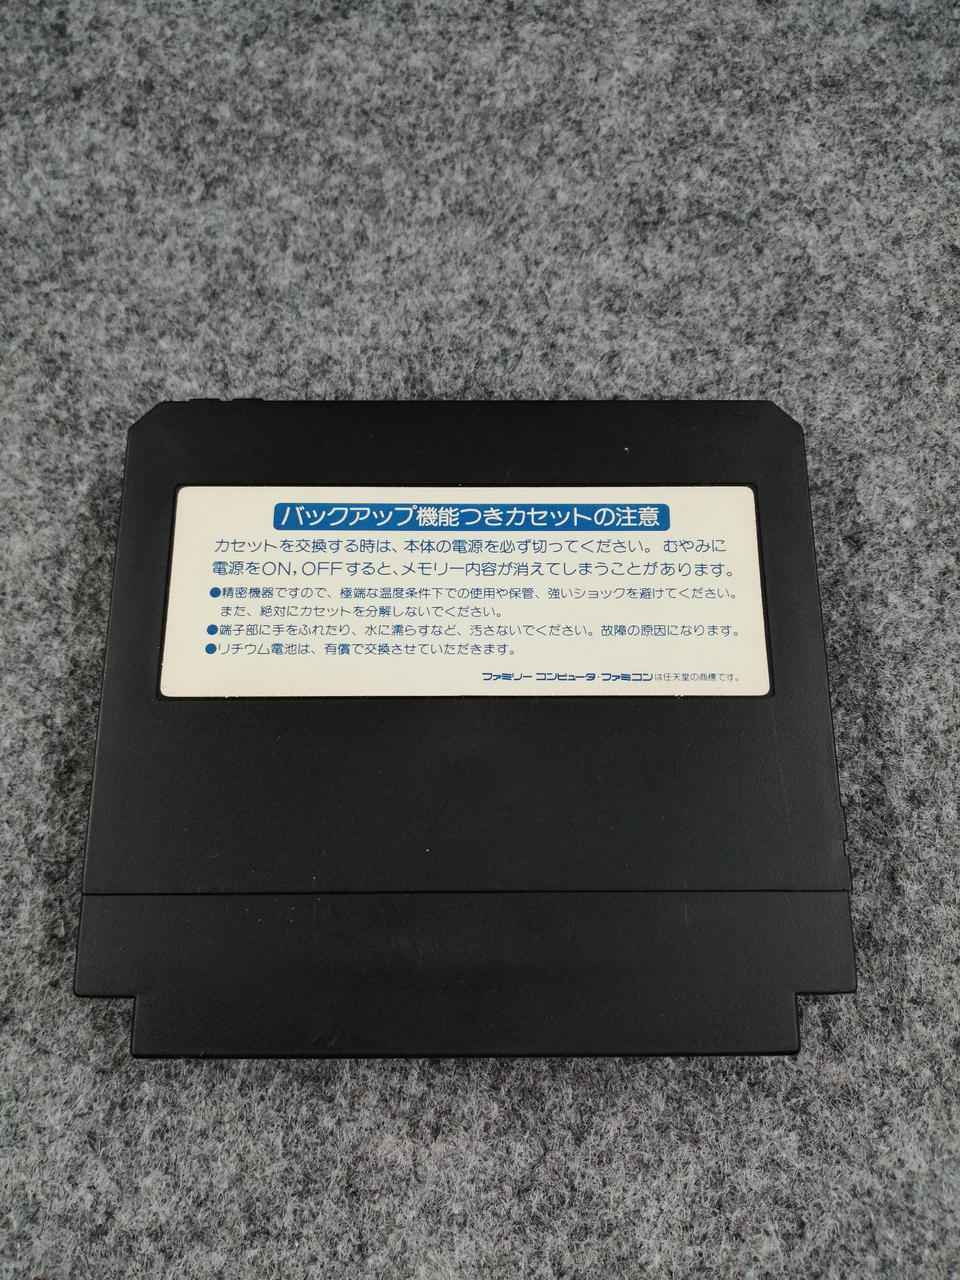 バックアップ機能つきカセットの注意
カセットを交換する時は、本体の電源を必ず切ってください。むやみに
電源をON,OFFすると、メモリー内容が消えてしまうことがあります。
●精密機器ですので、極端な温度条件下での使用や保管、強いショックを避けてください。
また、絶対にカセットを分解しないでください。
●端子部に手をふれたり、水に濡らすなど、汚さないでください。故障の原因になります。
●リチウム電池は、有償で交換させていただきます。
ファミリー コンピュータ・ファミコンは任天堂の商標です。